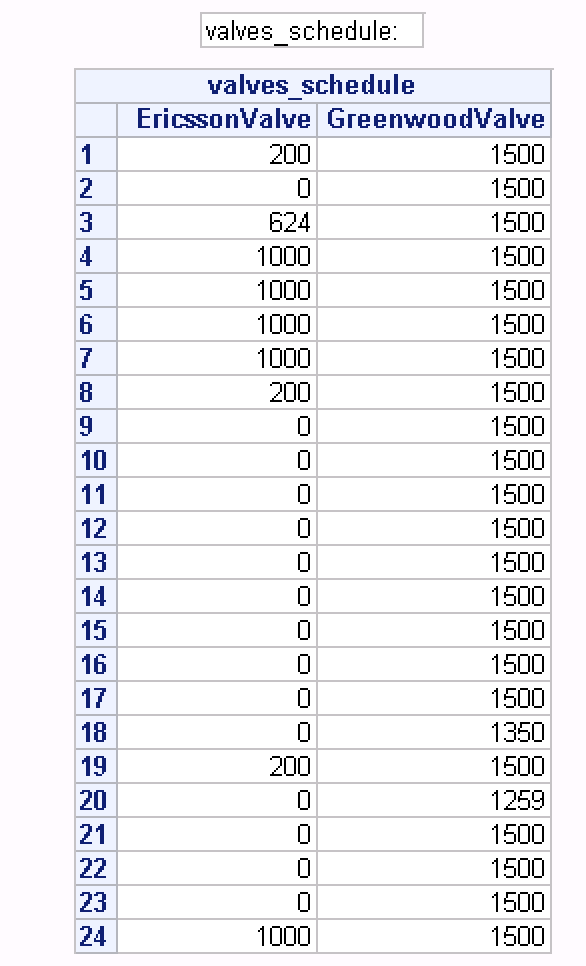 valves_schedule:
valves_schedule
EricssonValve GreenwoodValve
1 200 1500
2 0 1500
3 624 1500
4 1000 1500
5 1000 1500
6 1000 1500
7 1000 1500
8 200 1500
9 0 1500
10 0 1500
11 0 1500
12 0 1500
13 0 1500
14 0 1500
15 0 1500
16 0 1500
17 0 1500
18 0 1350
19 200 1500
20 0 1259
21 0 1500
22 0 1500
23 0 1500
24 1000 1500